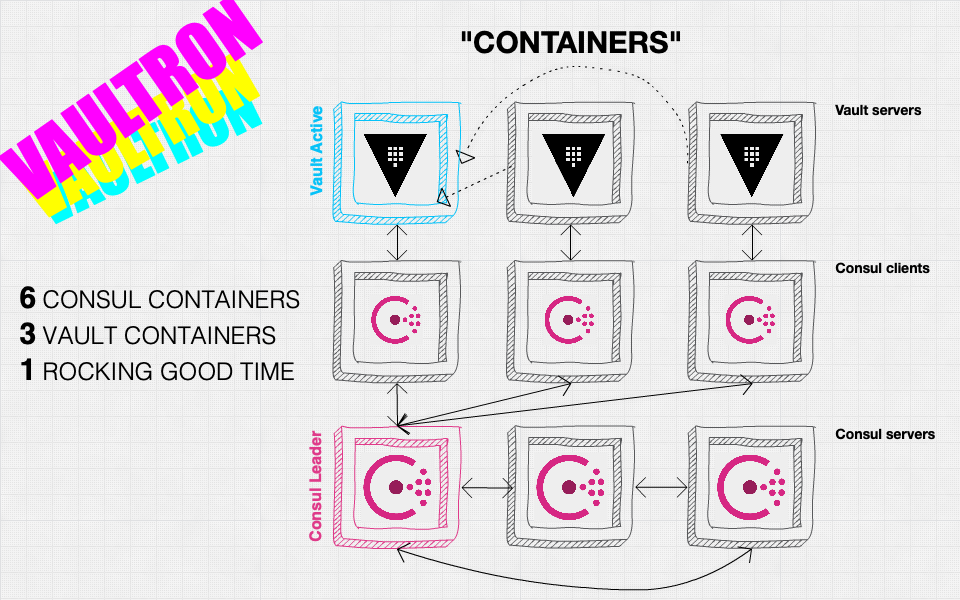 VAULTRON
VAULTRON
VAULTRON
"CONTAINERS"
Vault Active
Vault servers
Consul clients
6 CONSUL CONTAINERS
3 VAULT CONTAINERS
1 ROCKING GOOD TIME
Consul Leader
Consul servers